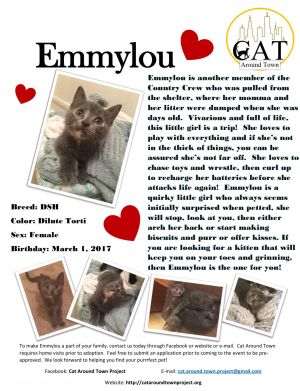 Emmylou
CAT
Around Town
Emmylou is another member of the
Country Crew who was pulled from
the shelter, where her momma and
her litter were dumped when she was
days old. Vivacious and full of life,
this little girl is a trip! She loves to
play with everything and if she's not
in the thick of things, you can be
assured she's not far off. She loves to
chase toys and wrestle, then curl up
to recharge her batteries before she
attacks life again! Emmylou is a
quirky little girl who always seems
initially surprised when petted, she
will stop, look at you, then either
arch her back or start making
biscuits and purr or offer kisses. If
you are looking for a kitten that will
keep you on your toes and grinning,
then Emmylou is the one for you!
Breed: DSH
Color: Dilute Torti
Sex: Female
Birthday: March 1, 2017
To make Emmylou a part of your family, contact us today through Facebook or website or e-mail. Cat Around Town
requires home visits prior to adoption. Feel free to submit an application prior to coming to the event to be pre-
approved. We look forward to helping you find your purrfect pet!
Facebook: Cat Around Town Project
E-mail: cat.around.town.project@gmail.com
Website: http://cataroundtownproject.org